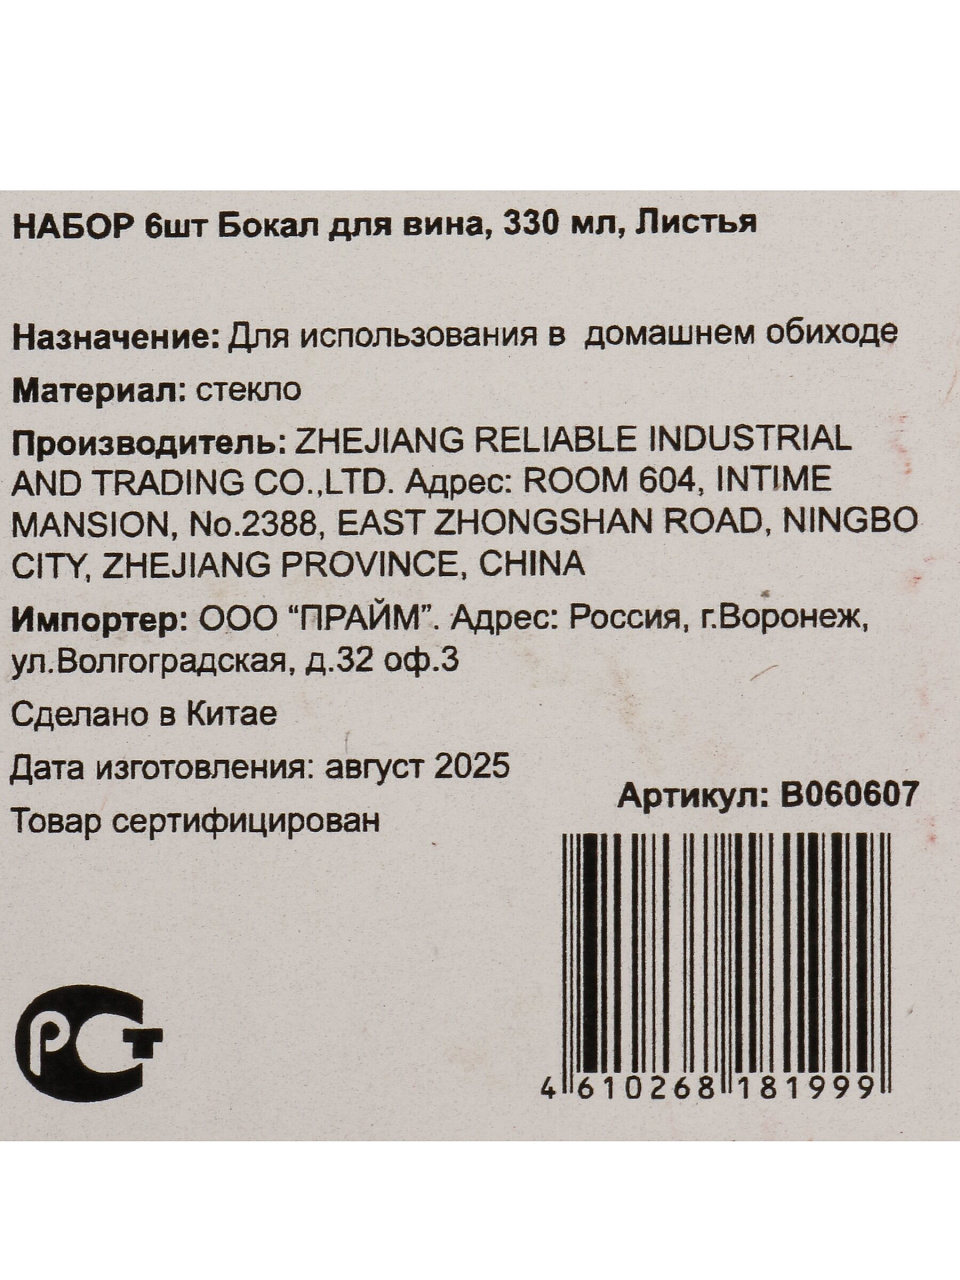 НАБОР 6шт Бокал для вина, 330 мл, Листья
Назначение: Для использования в домашнем обиходе
Материал: стекло
Производитель: ZHEJIANG RELIABLE INDUSTRIAL
AND TRADING CO.,LTD. Адрес: ROOM 604, INTIME
MANSION, No.2388, EAST ZHONGSHAN ROAD, NINGBO
CITY, ZHEJIANG PROVINCE, CHINA
Импортер: ООО “ПРАЙМ”. Адрес: Россия, г.Воронеж,
ул.Волгоградская, д.32 оф.3
Сделано в Китае
Дата изготовления: август 2025
Товар сертифицирован
Артикул: B060607
4 610268 181999
РСТ